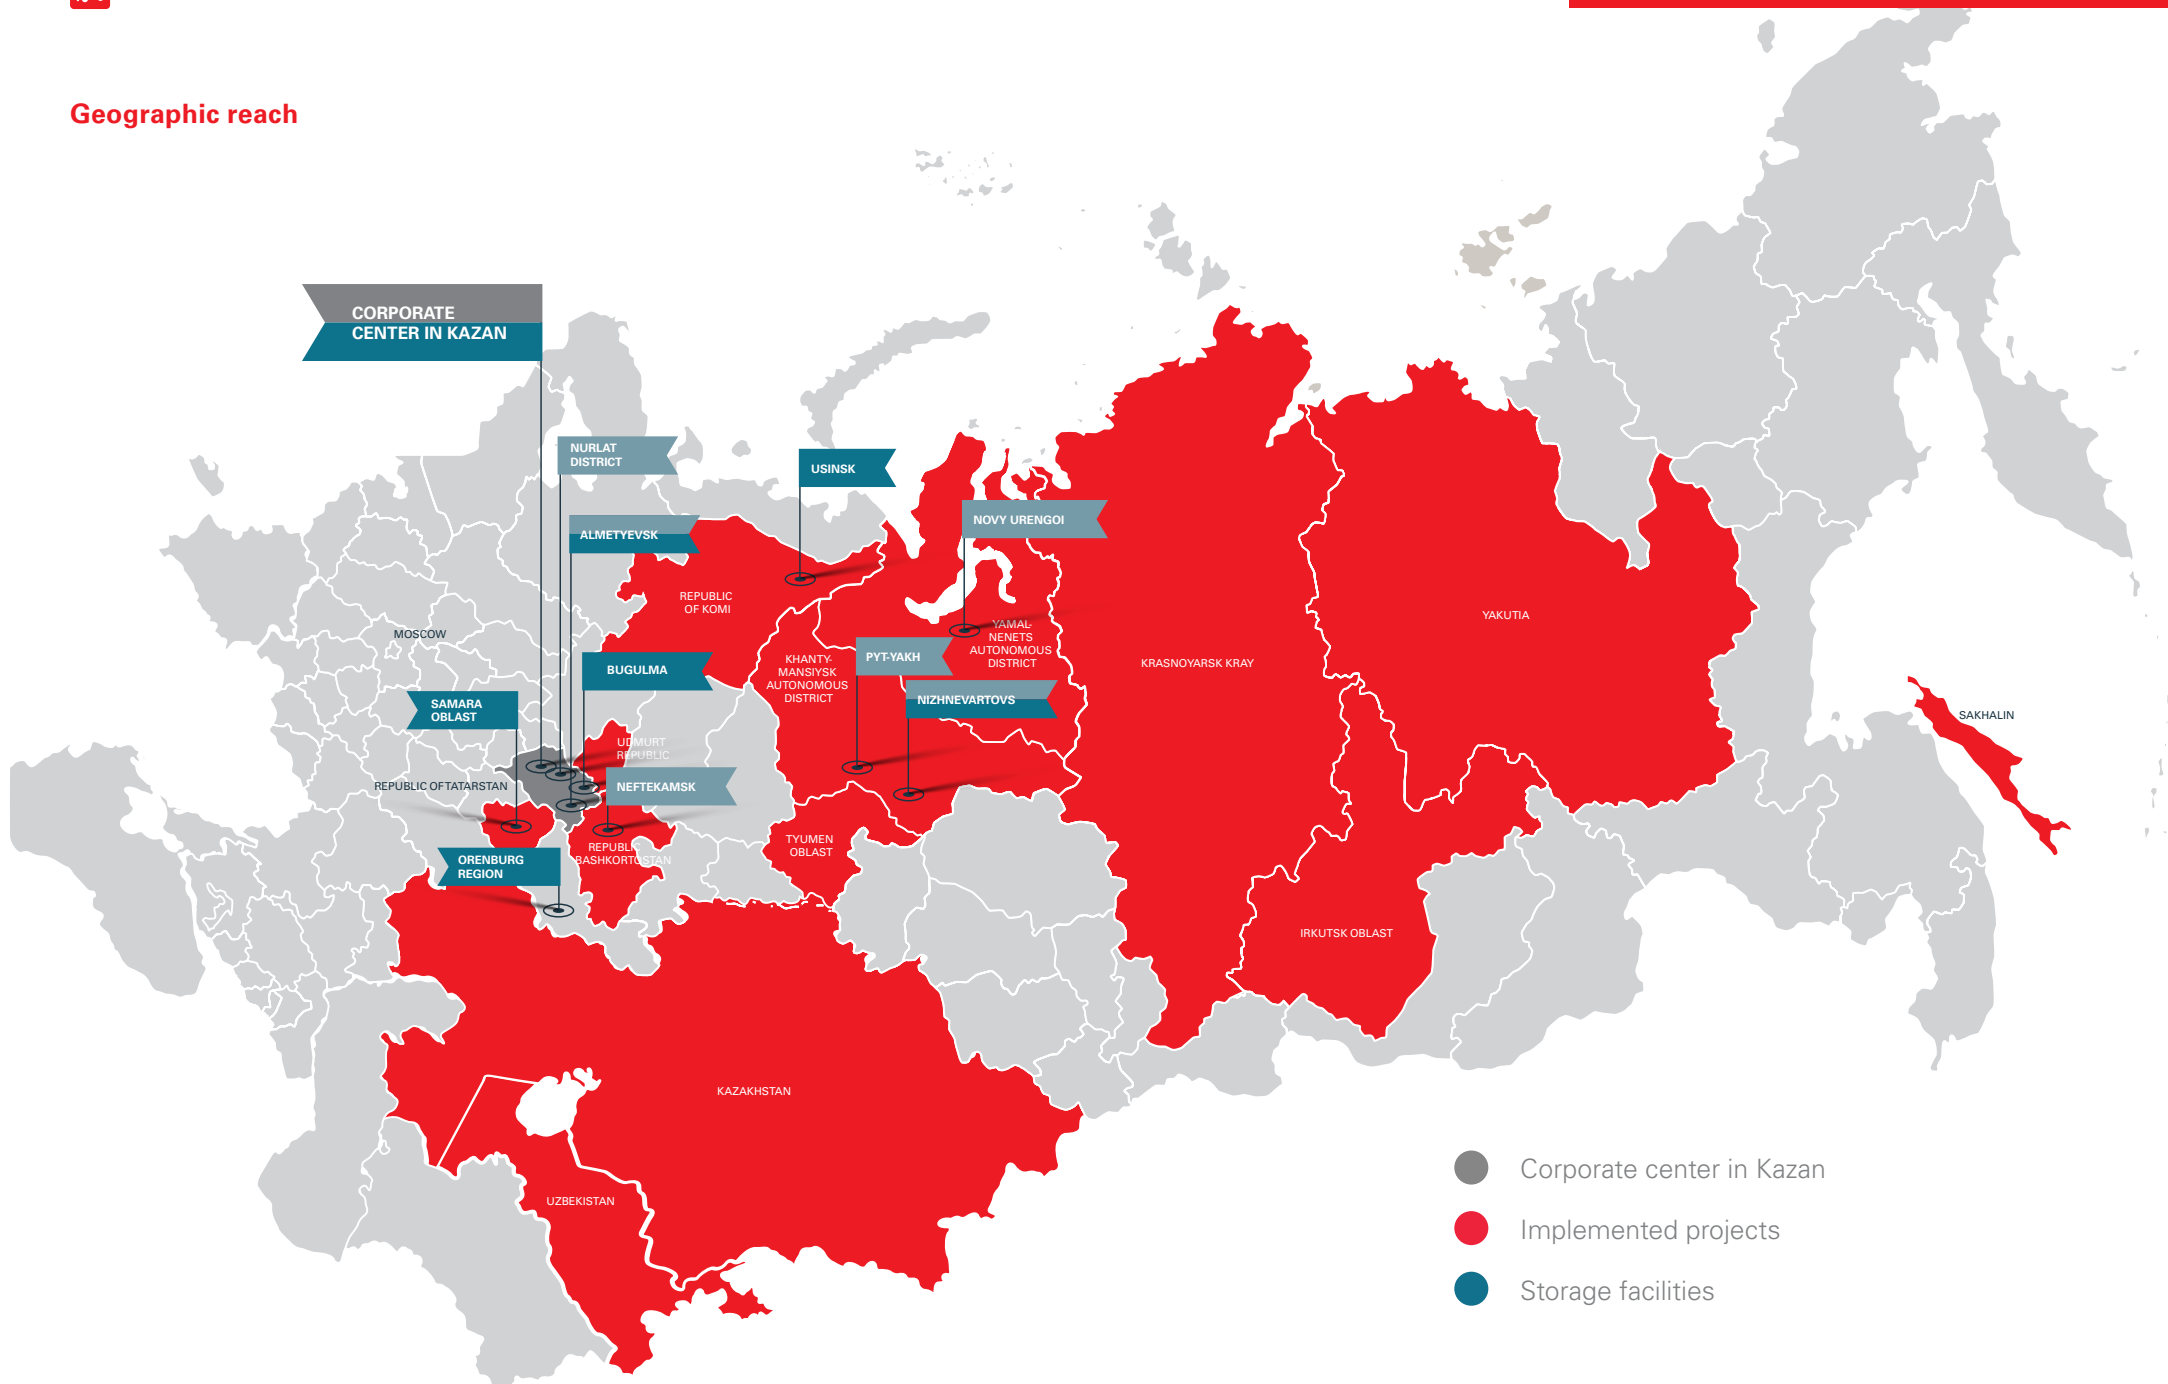 Geographic reach
CORPORATE
CENTER IN KAZAN
NURLAT
DISTRICT
USINSK
NOVY URENGOI
ALMETYEVSK
REPUBLIC
OF KOMI
YAKUTIA
YAMAL-
NENETS
AUTONOMOUS
DISTRICT
MOSCOW
KHANTY-
MANSIYSK
AUTONOMOUS
DISTRICT
PYT-YAKH
KRASNOYARSK KRAY
BUGULMA
NIZHNEVARTOVS
SAMARA
OBLAST
SAKHALIN
UDMURT
REPUBLIC
REPUBLIC OF TATARSTAN
NEFTEKAMSK
TYUMEN
OBLAST
REPUBLIC
BASHKORTOSTAN
ORENBURG
REGION
IRKUTSK OBLAST
KAZAKHSTAN
UZBEKISTAN
Corporate center in Kazan
Implemented projects
Storage facilities